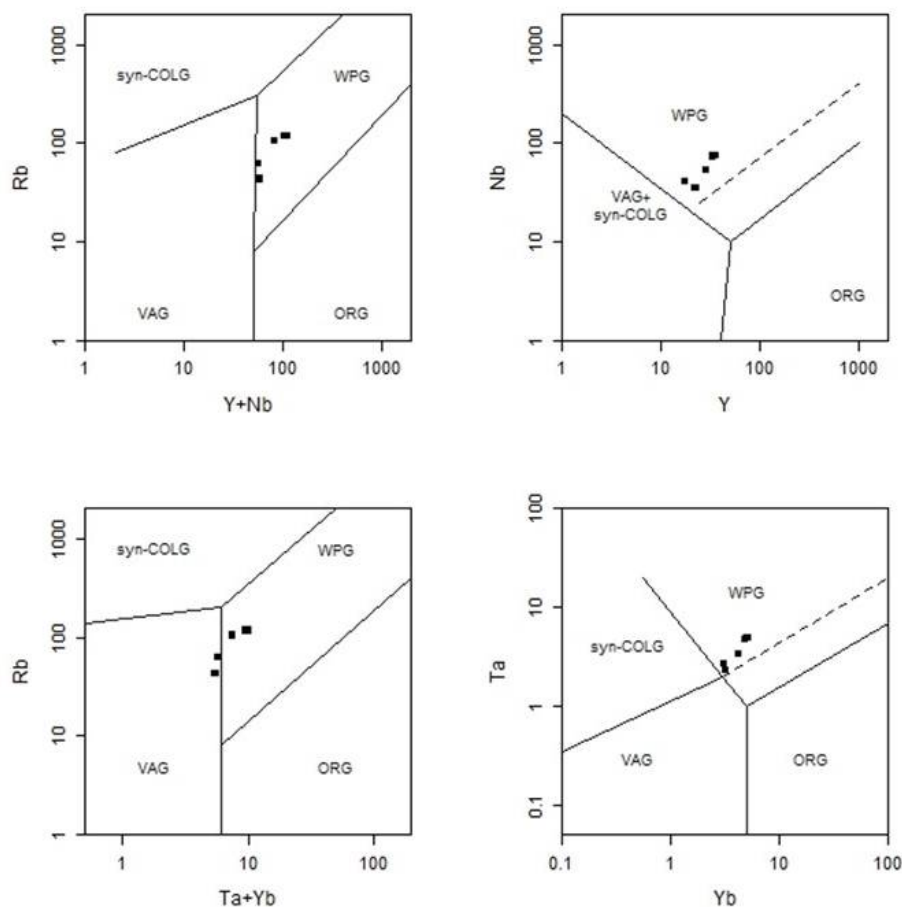 1000
100
10
1
Rb
syn-COLG
WPG
VAG
ORG
1
10
100
1000
Y+Nb
1000
100
10
1
Nb
WPG
VAG+
syn-COLG
ORG
1
10
100
1000
Y
1000
100
10
1
Rb
syn-COLG
WPG
VAG
ORG
1
10
100
Ta+Yb
100
10
1
0.1
Ta
WPG
syn-COLG
VAG
ORG
0.1
1
10
100
Yb